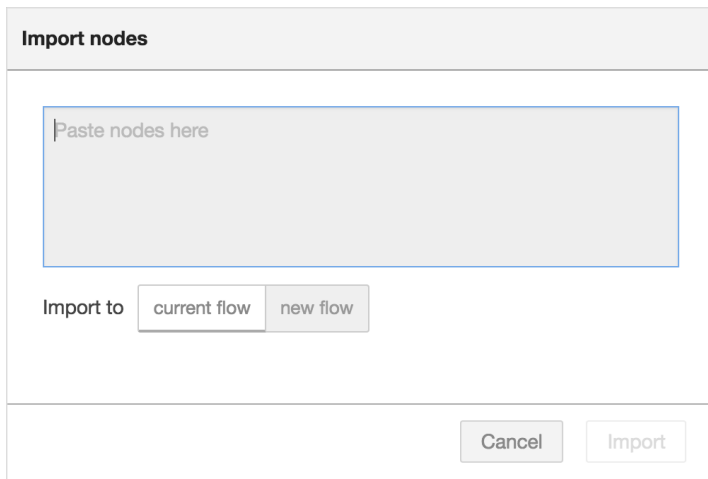 Import nodes
Paste nodes here
Import to current flow new flow
Cancel Import